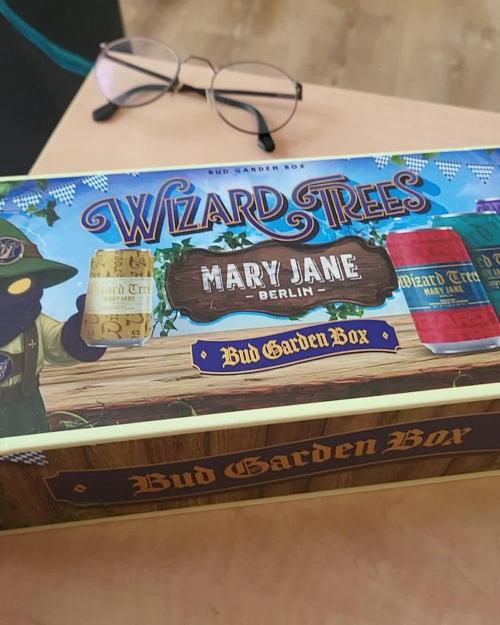 BUD GARDEN BOX
WIZARD TREES
MARY JANE
- BERLIN -
Bud Garden Box
Wizard Trees
MARY JANE
Wizard Trees
MARY JANE
BERLIN
Bud Garden Box